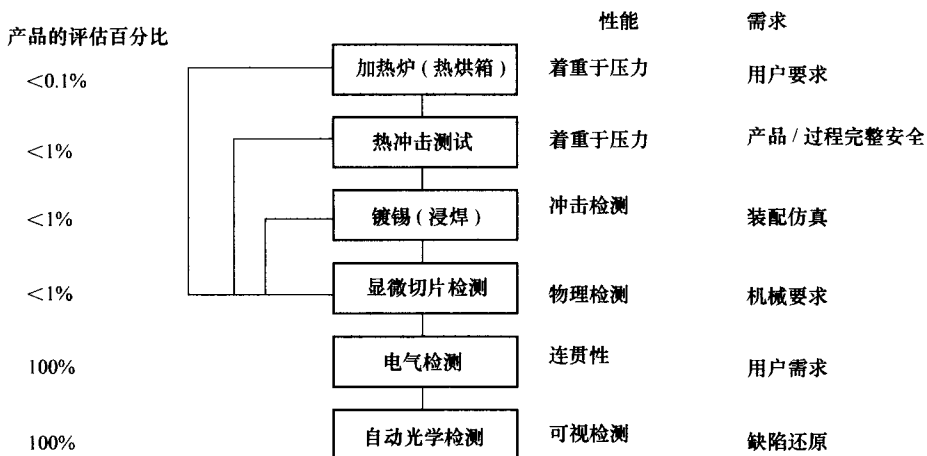 性能 需求
产品的评估百分比
<0.1% 加热炉（热烘箱） 着重于压力 用户要求
<1% 热冲击测试 着重于压力 产品/过程完整安全
<1% 镀锡（浸焊） 冲击检测 装配仿真
<1% 显微切片检测 物理检测 机械要求
100% 电气检测 连贯性 用户需求
100% 自动光学检测 可视检测 缺陷还原